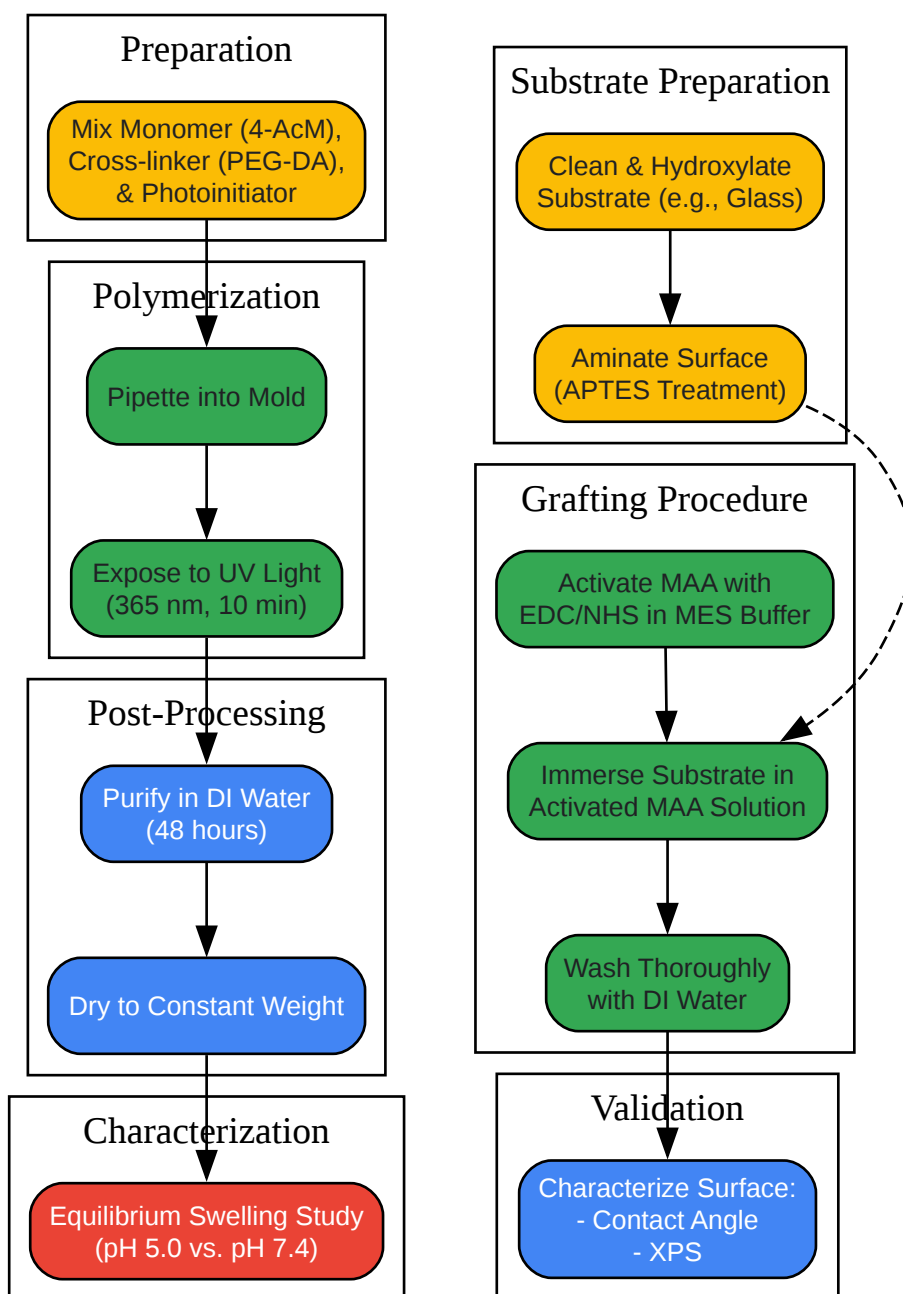 Preparation
Mix Monomer (4-AcM),
Cross-linker (PEG-DA),
& Photoinitiator
Polymerization
Pipette into Mold
Expose to UV Light
(365 nm, 10 min)
Post-Processing
Purify in DI Water
(48 hours)
Dry to Constant Weight
Characterization
Equilibrium Swelling Study
(pH 5.0 vs. pH 7.4)
Substrate Preparation
Clean & Hydroxylate
Substrate (e.g., Glass)
Aminate Surface
(APTES Treatment)
Grafting Procedure
Activate MAA with
EDC/NHS in MES Buffer
Immerse Substrate in
Activated MAA Solution
Wash Thoroughly
with DI Water
Validation
Characterize Surface:
- Contact Angle
- XPS